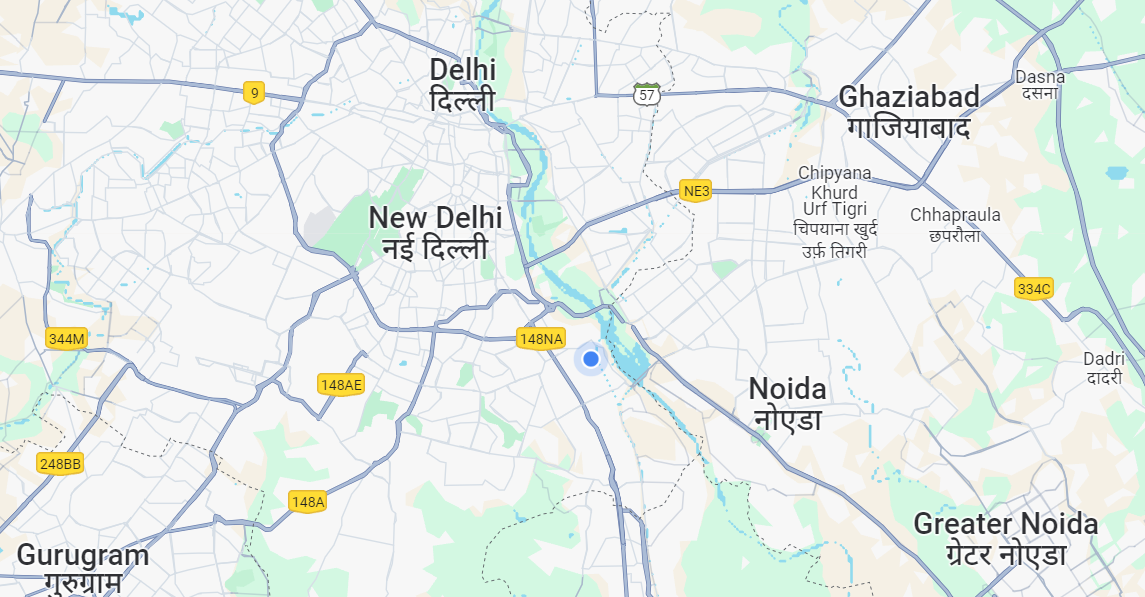 Delhi
दिल्ली
9
57
Dasna
दसना
Ghaziabad
गाजियाबाद
NE3
Chipyana
Khurd
Urf Tigri
चिपयाना खुर्द
उर्फ़ तिगरी
New Delhi
नई दिल्ली
Chhapraula
छपरौला
334C
344M
148NA
148AE
Dadri
दादरी
Noida
नोएडा
248BB
148A
Greater Noida
ग्रेटर नोएडा
Gurugram
गुरुग्राम